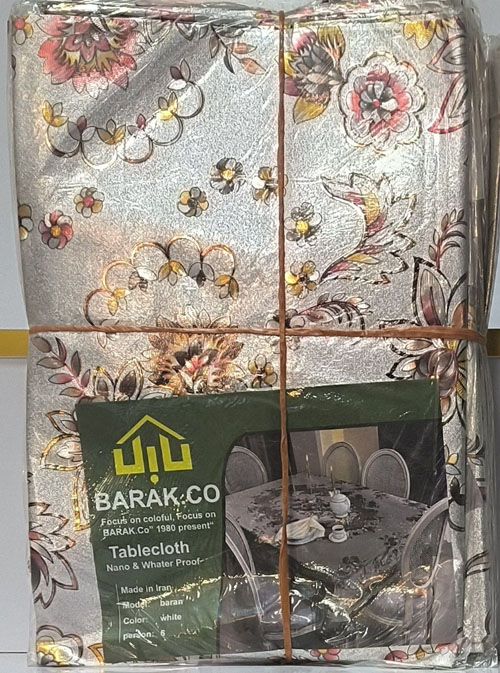 BARAK.CO
Focus on coloful, Focus on
BARAK.Co" 1980 present"
Tablecloth
Nano & Whater Proof
Made in Iran
Model: baran
Color: white
person: 6